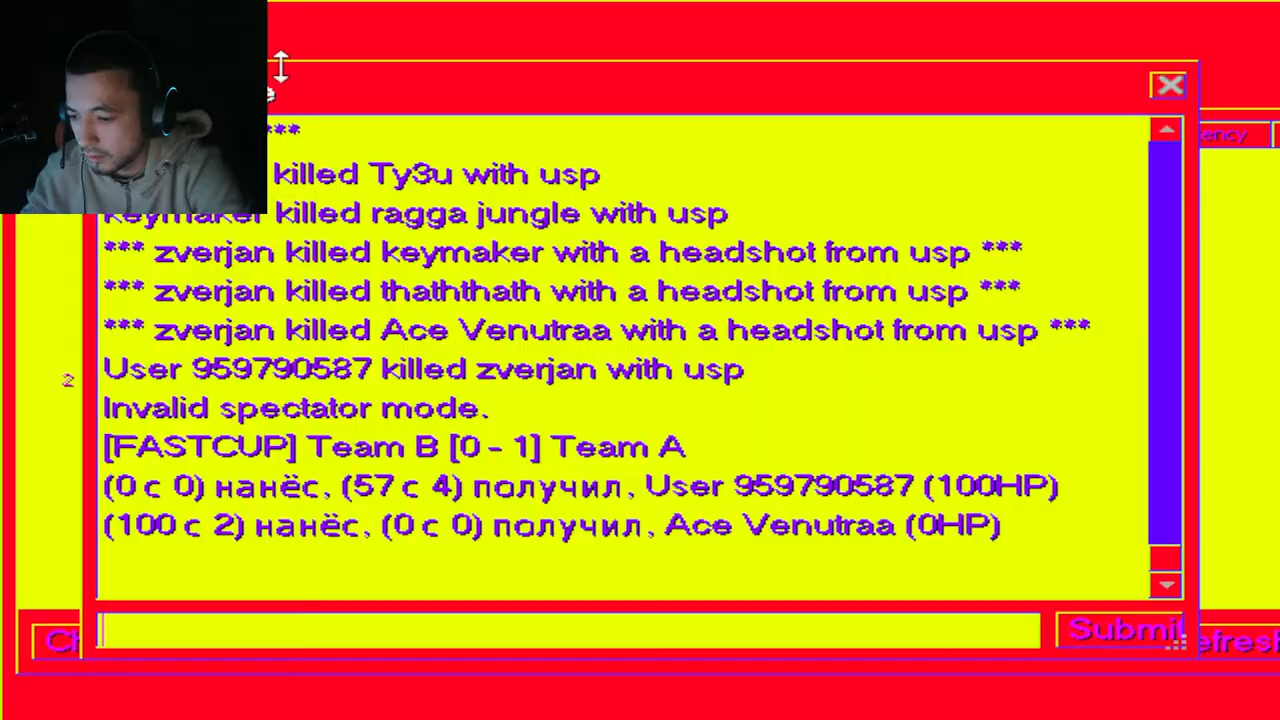 ***
killed Ty3u with usp
keymaker killed ragga jungle with usp
*** zverjan killed keymaker with a headshot from usp ***
*** zverjan killed thaththath with a headshot from usp ***
*** zverjan killed Ace Venutraa with a headshot from usp ***
User 959790587 killed zverjan with usp
2
Invalid spectator mode.
[FASTCUP] Team B [0 - 1] Team A
(0 с 0) нанёс, (57 с 4) получил, User 959790587 (100HP)
(100 с 2) нанёс, (0 с 0) получил, Ace Venutraa (0HP)
Submit